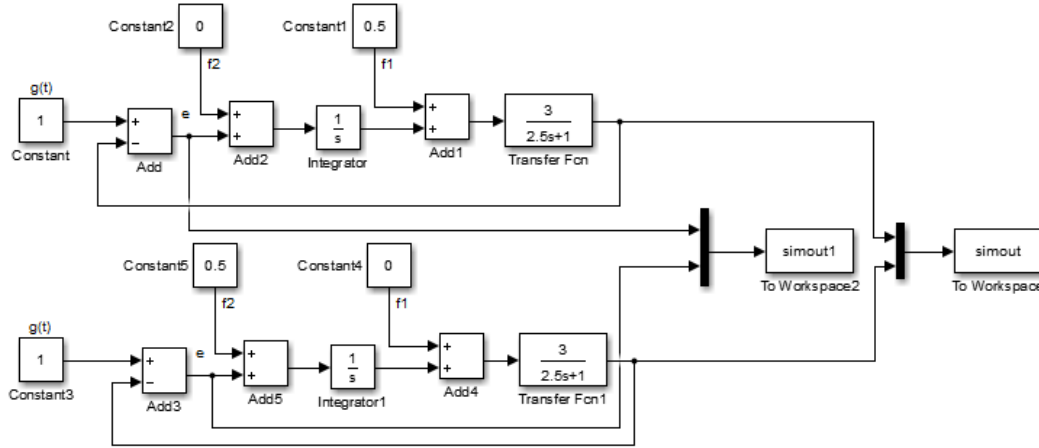 Constant2
0
Constant1
0.5
f2
f1
g(t)
1
Constant
+
−
Add
e
+
+
Add2
1
s
Integrator
+
+
Add1
3
2.5s+1
Transfer Fcn
simout1
To Workspace2
simout
To Workspace
Constant5
0.5
Constant4
0
f2
f1
g(t)
1
Constant3
+
−
Add3
e
+
+
Add5
1
s
Integrator1
+
+
Add4
3
2.5s+1
Transfer Fcn1